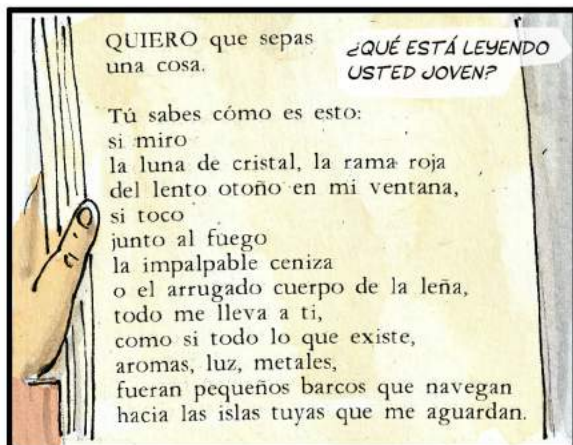 QUIERO que sepas
una cosa.
¿QUÉ ESTÁ LEYENDO
USTED JOVEN?
Tú sabes cómo es esto:
si miro
la luna de cristal, la rama roja
del lento otoño en mi ventana,
si toco
junto al fuego
la impalpable ceniza
o el arrugado cuerpo de la leña,
todo me lleva a ti,
como si todo lo que existe,
aromas, luz, metales,
fueran pequeños barcos que navegan
hacia las islas tuyas que me aguardan.